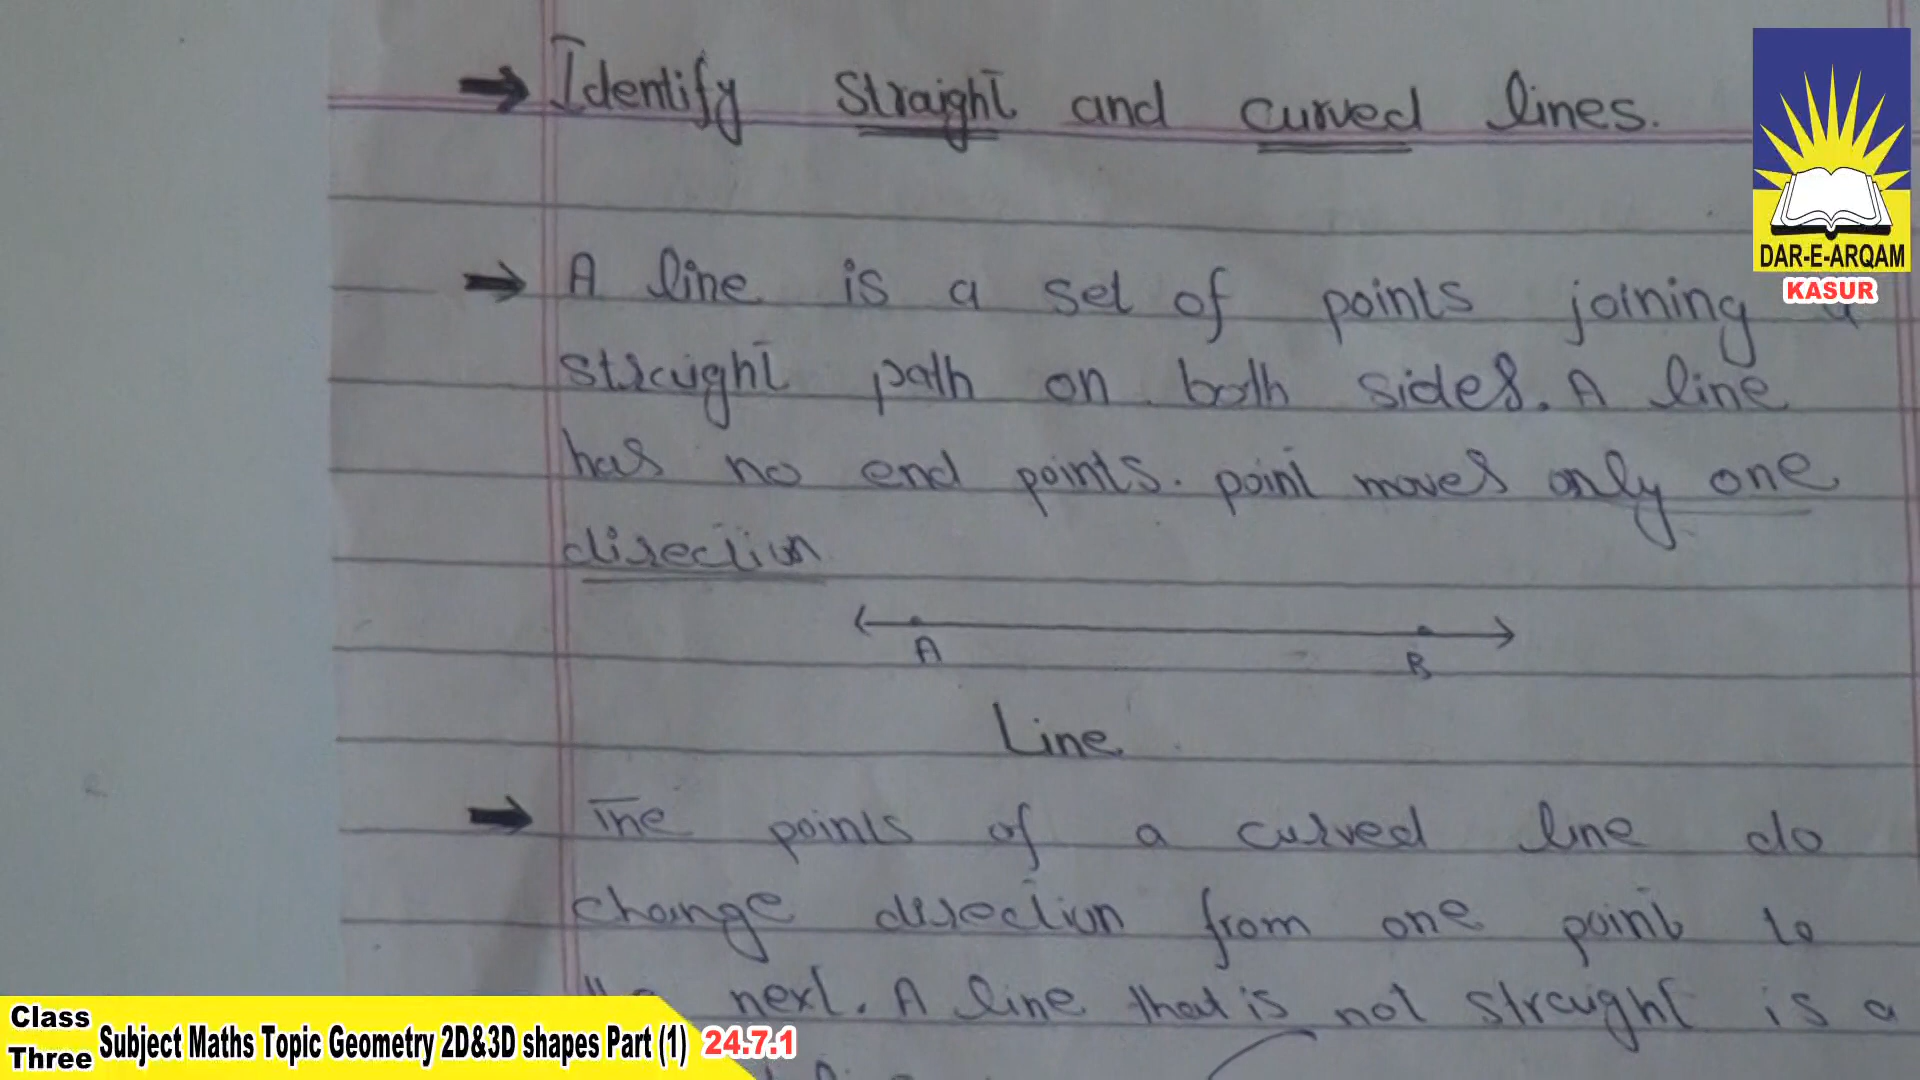 Identify straight and curved lines.
A line is a set of points joining a
straight path on both sides. A line
has no end points. point moves only one
direction
A
B
Line.
The points of a curved line do
change direction from one point to
the next. A line that is not straight is a
DAR-E-ARQAM
KASUR
Class
Three
Subject Maths Topic Geometry 2D&3D shapes Part (1) 24.7.1